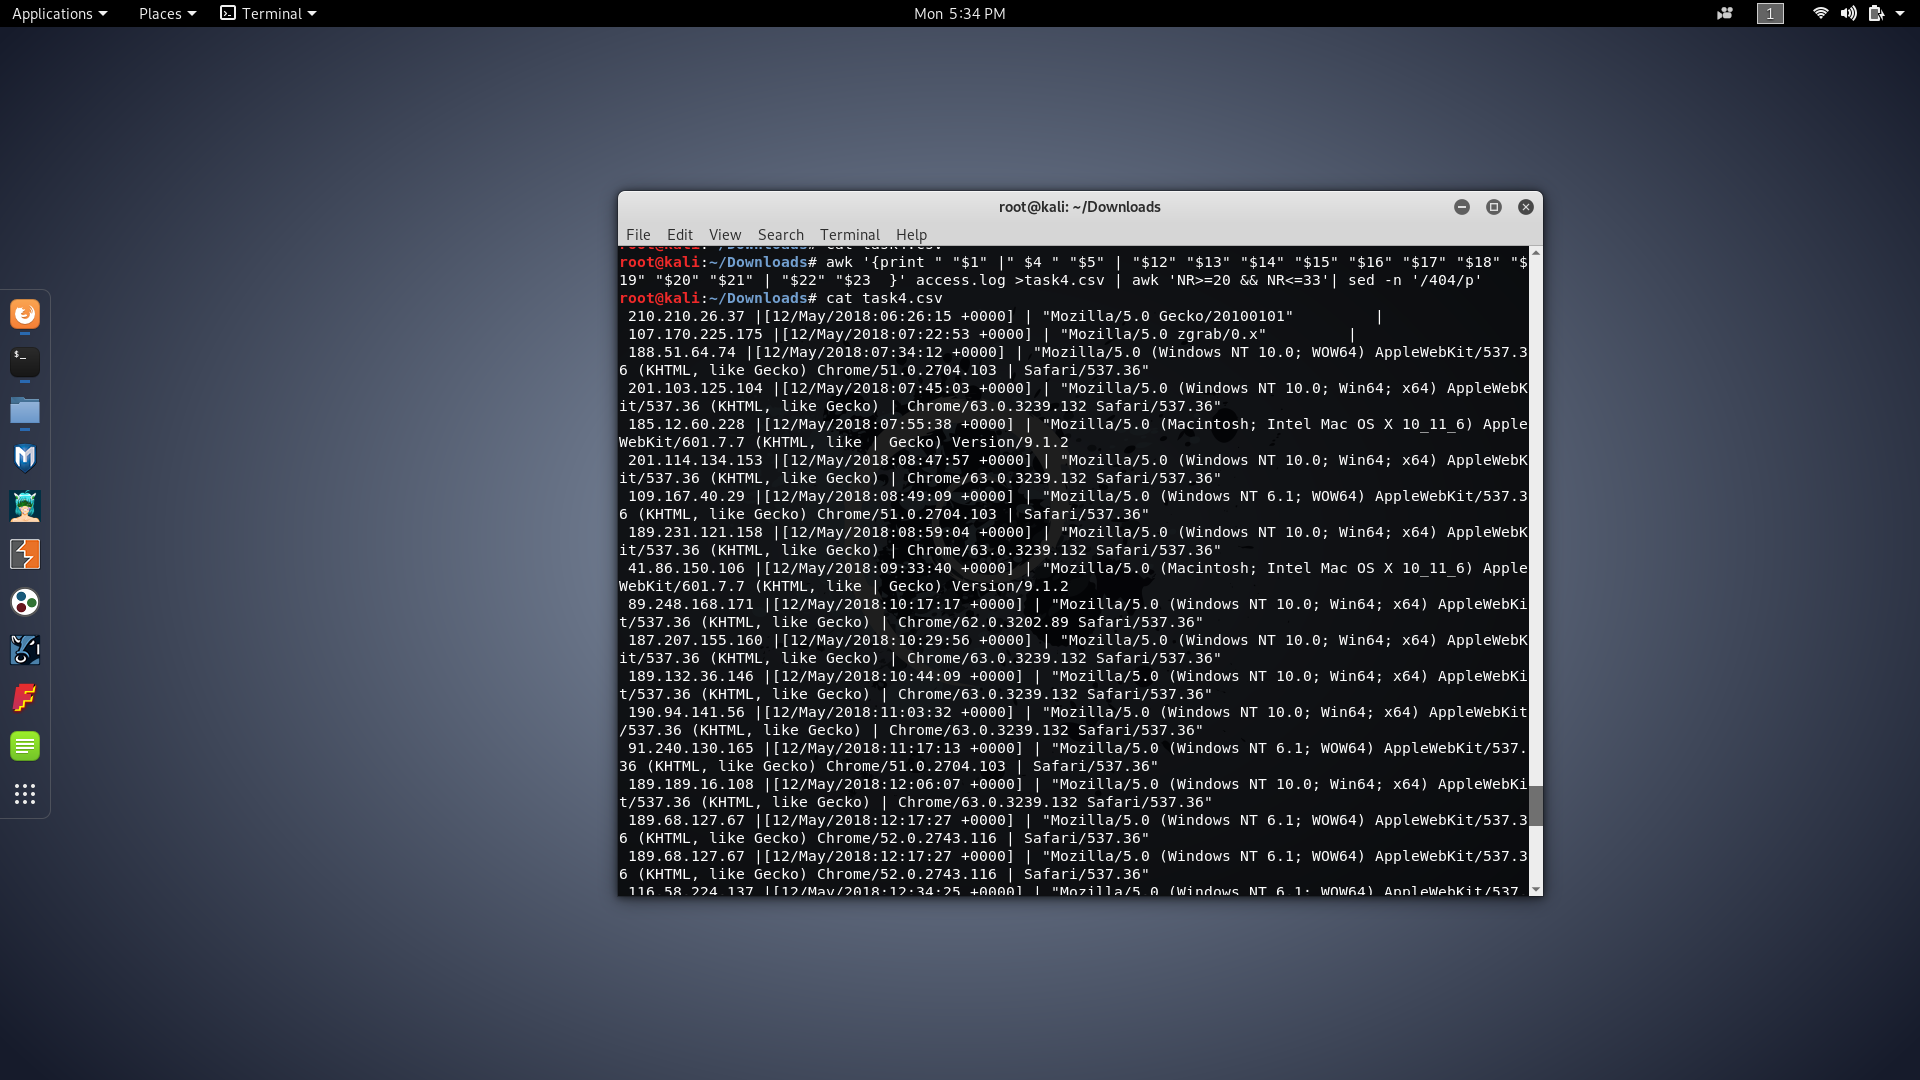 Applications Places Terminal Mon 5:34 PM 1
root@kali: ~/Downloads
File Edit View Search Terminal Help
root@kali:~/Downloads# cat task4.csv
root@kali:~/Downloads# awk '{print " "$1" |" $4 " "$5" | "$12" "$13" "$14" "$15" "$16" "$17" "$18" "$
19" "$20" "$21" | "$22" "$23  }' access.log >task4.csv | awk 'NR>=20 && NR<=33'| sed -n '/404/p'
root@kali:~/Downloads# cat task4.csv
210.210.26.37 |[12/May/2018:06:26:15 +0000] | "Mozilla/5.0 Gecko/20100101"         |
107.170.225.175 |[12/May/2018:07:22:53 +0000] | "Mozilla/5.0 zgrab/0.x"         |
188.51.64.74 |[12/May/2018:07:34:12 +0000] | "Mozilla/5.0 (Windows NT 10.0; WOW64) AppleWebKit/537.3
6 (KHTML, like Gecko) Chrome/51.0.2704.103 | Safari/537.36"
201.103.125.104 |[12/May/2018:07:45:03 +0000] | "Mozilla/5.0 (Windows NT 10.0; Win64; x64) AppleWebK
it/537.36 (KHTML, like Gecko) | Chrome/63.0.3239.132 Safari/537.36"
185.12.60.228 |[12/May/2018:07:55:38 +0000] | "Mozilla/5.0 (Macintosh; Intel Mac OS X 10_11_6) Apple
WebKit/601.7.7 (KHTML, like | Gecko) Version/9.1.2
201.114.134.153 |[12/May/2018:08:47:57 +0000] | "Mozilla/5.0 (Windows NT 10.0; Win64; x64) AppleWebK
it/537.36 (KHTML, like Gecko) | Chrome/63.0.3239.132 Safari/537.36"
109.167.40.29 |[12/May/2018:08:49:09 +0000] | "Mozilla/5.0 (Windows NT 6.1; WOW64) AppleWebKit/537.3
6 (KHTML, like Gecko) Chrome/51.0.2704.103 | Safari/537.36"
189.231.121.158 |[12/May/2018:08:59:04 +0000] | "Mozilla/5.0 (Windows NT 10.0; Win64; x64) AppleWebK
it/537.36 (KHTML, like Gecko) | Chrome/63.0.3239.132 Safari/537.36"
41.86.150.106 |[12/May/2018:09:33:40 +0000] | "Mozilla/5.0 (Macintosh; Intel Mac OS X 10_11_6) Apple
WebKit/601.7.7 (KHTML, like | Gecko) Version/9.1.2
89.248.168.171 |[12/May/2018:10:17:17 +0000] | "Mozilla/5.0 (Windows NT 10.0; Win64; x64) AppleWebKi
t/537.36 (KHTML, like Gecko) | Chrome/62.0.3202.89 Safari/537.36"
187.207.155.160 |[12/May/2018:10:29:56 +0000] | "Mozilla/5.0 (Windows NT 10.0; Win64; x64) AppleWebK
it/537.36 (KHTML, like Gecko) | Chrome/63.0.3239.132 Safari/537.36"
189.132.36.146 |[12/May/2018:10:44:09 +0000] | "Mozilla/5.0 (Windows NT 10.0; Win64; x64) AppleWebKi
t/537.36 (KHTML, like Gecko) | Chrome/63.0.3239.132 Safari/537.36"
190.94.141.56 |[12/May/2018:11:03:32 +0000] | "Mozilla/5.0 (Windows NT 10.0; Win64; x64) AppleWebKit
/537.36 (KHTML, like Gecko) | Chrome/63.0.3239.132 Safari/537.36"
91.240.130.165 |[12/May/2018:11:17:13 +0000] | "Mozilla/5.0 (Windows NT 6.1; WOW64) AppleWebKit/537.
36 (KHTML, like Gecko) Chrome/51.0.2704.103 | Safari/537.36"
189.189.16.108 |[12/May/2018:12:06:07 +0000] | "Mozilla/5.0 (Windows NT 10.0; Win64; x64) AppleWebKi
t/537.36 (KHTML, like Gecko) | Chrome/63.0.3239.132 Safari/537.36"
189.68.127.67 |[12/May/2018:12:17:27 +0000] | "Mozilla/5.0 (Windows NT 6.1; WOW64) AppleWebKit/537.3
6 (KHTML, like Gecko) Chrome/52.0.2743.116 | Safari/537.36"
189.68.127.67 |[12/May/2018:12:17:27 +0000] | "Mozilla/5.0 (Windows NT 6.1; WOW64) AppleWebKit/537.3
6 (KHTML, like Gecko) Chrome/52.0.2743.116 | Safari/537.36"
116.58.224.137 |[12/May/2018:12:34:25 +0000] | "Mozilla/5.0 (Windows NT 6.1; WOW64) AppleWebKit/537.